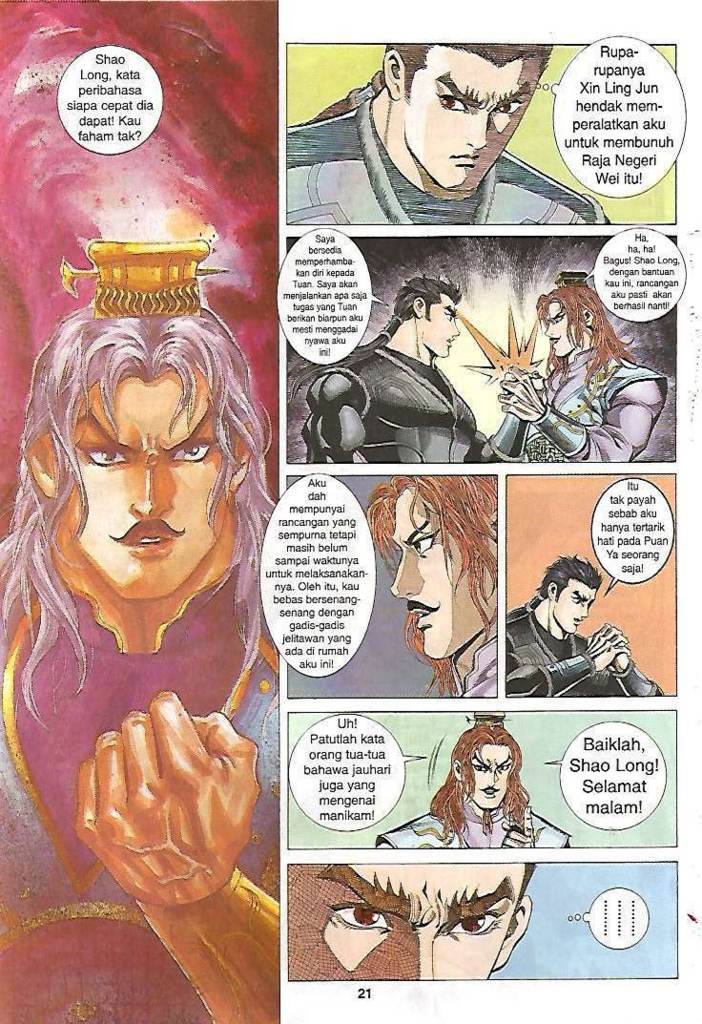 Shao
Long, kata
peribahasa
siapa cepat dia
dapat! Kau
faham tak?
Rupa-
rupanya
Xin Ling Jun
hendak mem-
peralatkan aku
untuk membunuh
Raja Negeri
Wei itu!
Saya
bersedia
memperhamba-
kan diri kepada
Tuan. Saya akan
menjalankan apa saja
tugas yang Tuan
berikan biarpun aku
mesti menggadai
nyawa aku
ini!
Ha,
ha, ha!
Bagus! Shao Long,
dengan bantuan
kau ini, rancangan
aku pasti akan
berhasil nanti!
Aku
dah
mempunyai
rancangan yang
sempurna tetapi
masih belum
sampai waktunya
untuk melaksanakan-
nya. Oleh itu, kau
bebas bersenang-
senang dengan
gadis-gadis
jelitawan yang
ada di rumah
aku ini!
Itu
tak payah
sebab aku
hanya tertarik
hati pada Puan
Ya seorang
saja!
Uh!
Patutlah kata
orang tua-tua
bahawa jauhari
juga yang
mengenai
manikam!
Baiklah,
Shao Long!
Selamat
malam!
21